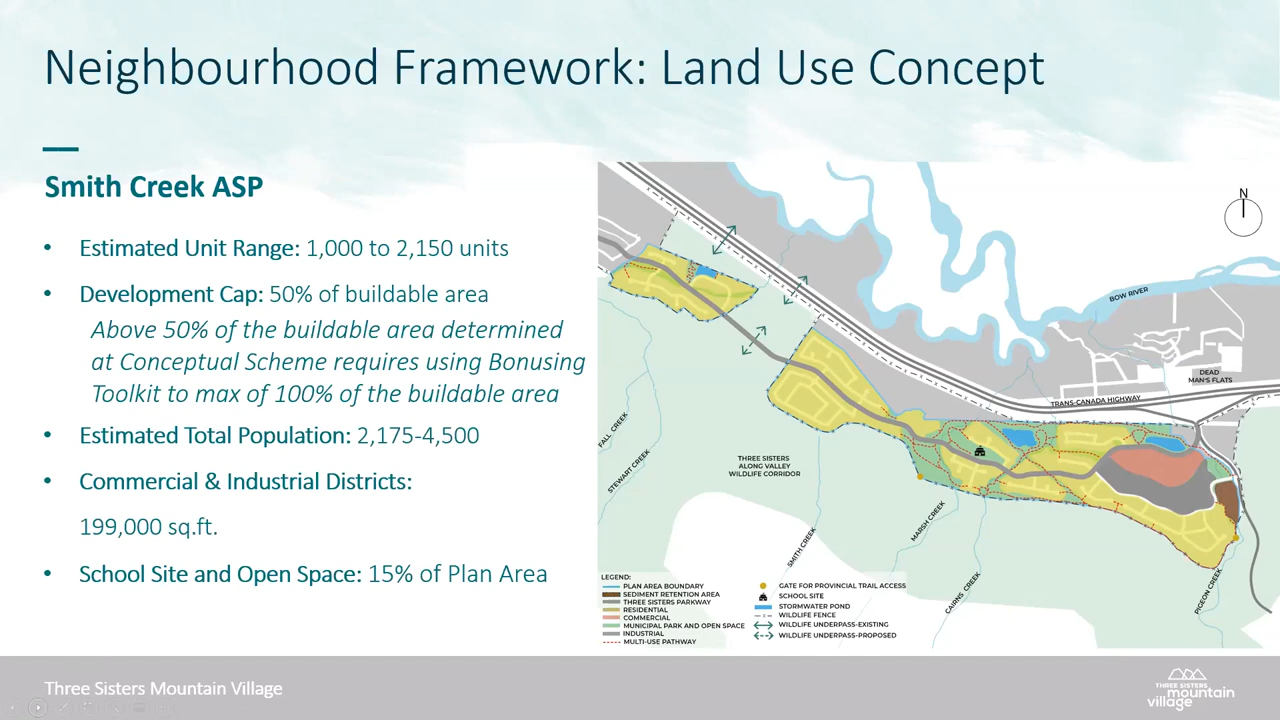 Neighbourhood Framework: Land Use Concept
Smith Creek ASP
• Estimated Unit Range: 1,000 to 2,150 units
• Development Cap: 50% of buildable area
Above 50% of the buildable area determined
at Conceptual Scheme requires using Bonusing
Toolkit to max of 100% of the buildable area
• Estimated Total Population: 2,175-4,500
• Commercial & Industrial Districts:
199,000 sq.ft.
• School Site and Open Space: 15% of Plan Area
N
BOW RIVER
DEAD
MAN'S FLATS
TRANS-CANADA HIGHWAY
FALL CREEK
STEWART CREEK
THREE SISTERS
ALONG VALLEY
WILDLIFE CORRIDOR
SMITH CREEK
MARSH CREEK
CAIRNS CREEK
PIGEON CREEK
LEGEND:
PLAN AREA BOUNDARY
SEDIMENT RETENTION AREA
THREE SISTERS PARKWAY
RESIDENTIAL
COMMERCIAL
MUNICIPAL PARK AND OPEN SPACE
INDUSTRIAL
MULTI-USE PATHWAY
GATE FOR PROVINCIAL TRAIL ACCESS
SCHOOL SITE
STORMWATER POND
WILDLIFE FENCE
WILDLIFE UNDERPASS-EXISTING
WILDLIFE UNDERPASS-PROPOSED
Three Sisters Mountain Village
THREE SISTERS
mountain
village